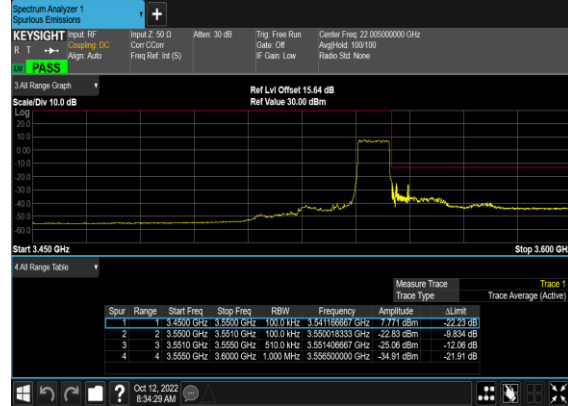 Spectrum Analyzer 1
Spurious Emissions
+
KEYSIGHT Input: RF Input Z: 50 Ω Atten: 30 dB Trig: Free Run Center Freq: 22.005000000 GHz
R T Coupling: DC Corr CCorr Gate: Off Avg|Hold: 100/100
Align: Auto Freq Ref: Int (S) IF Gain: Low Radio Std: None
LW PASS
3 All Range Graph
Ref Lvl Offset 15.64 dB
Scale/Div 10.0 dB Ref Value 30.00 dBm
Log
20.0
10.0
0.00
-10.0
-20.0
-30.0
-40.0
-50.0
-60.0
Start 3.450 GHz Stop 3.600 GHz
4 All Range Table
Measure Trace Trace 1
Trace Type Trace Average (Active)
Spur Range Start Freq Stop Freq RBW Frequency Amplitude ΔLimit
1 1 3.4500 GHz 3.5500 GHz 100.0 kHz 3.541166667 GHz 7.771 dBm -22.23 dB
2 2 3.5500 GHz 3.5510 GHz 100.0 kHz 3.550018333 GHz -22.83 dBm -9.834 dB
3 3 3.5510 GHz 3.5550 GHz 510.0 kHz 3.551406667 GHz -25.06 dBm -12.06 dB
4 4 3.5550 GHz 3.6000 GHz 1.000 MHz 3.556500000 GHz -34.91 dBm -21.91 dB
? Oct 12, 2022
8:34:29 AM